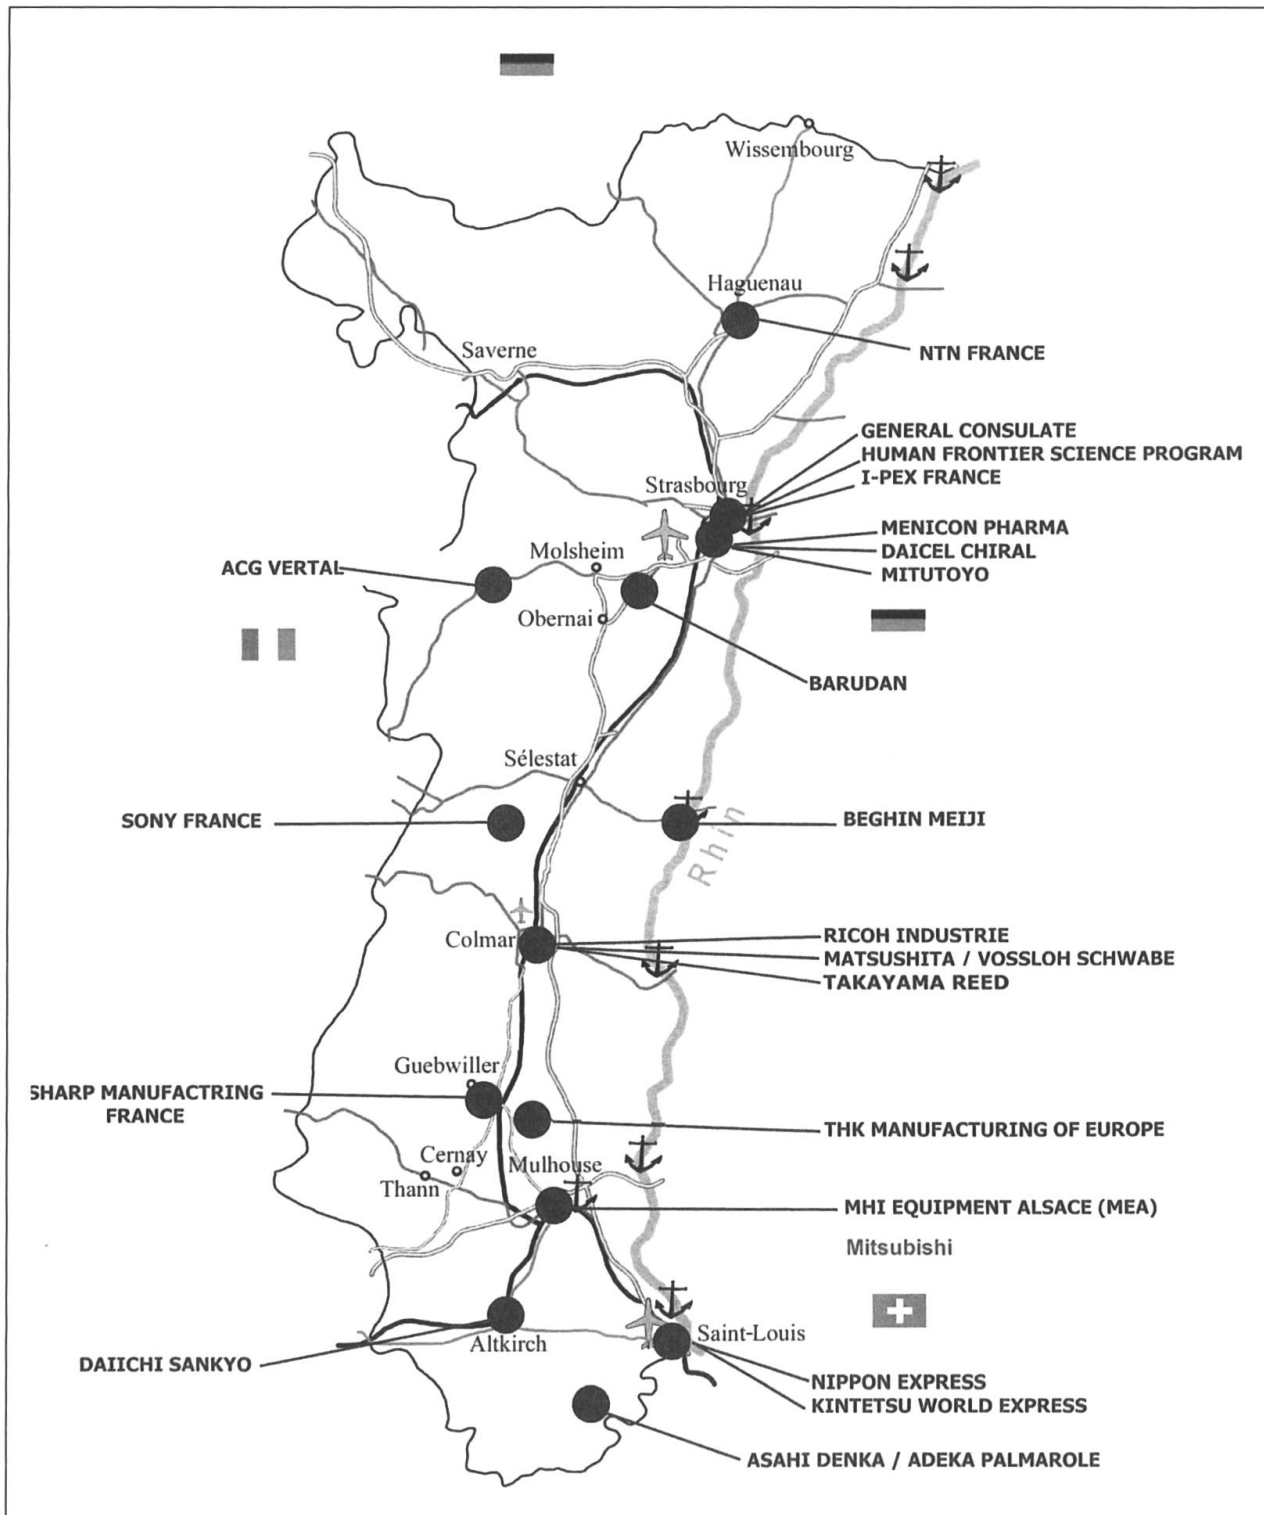 Wissembourg
Haguenau
NTN FRANCE
Saverne
GENERAL CONSULATE
HUMAN FRONTIER SCIENCE PROGRAM
I-PEX FRANCE
Strasbourg
MENICON PHARMA
DAICEL CHIRAL
MITUTOYO
Molsheim
ACG VERTAL
Obernai
BARUDAN
Sélestat
SONY FRANCE
BEGHIN MEIJI
Rhin
Colmar
RICOH INDUSTRIE
MATSUSHITA / VOSSLOH SCHWABE
TAKAYAMA REED
Guebwiller
SHARP MANUFACTRING
FRANCE
THK MANUFACTURING OF EUROPE
Cernay
Mulhouse
Thann
MHI EQUIPMENT ALSACE (MEA)
Mitsubishi
Altkirch
Saint-Louis
DAIICHI SANKYO
NIPPON EXPRESS
KINTETSU WORLD EXPRESS
ASAHI DENKA / ADEKA PALMAROLE